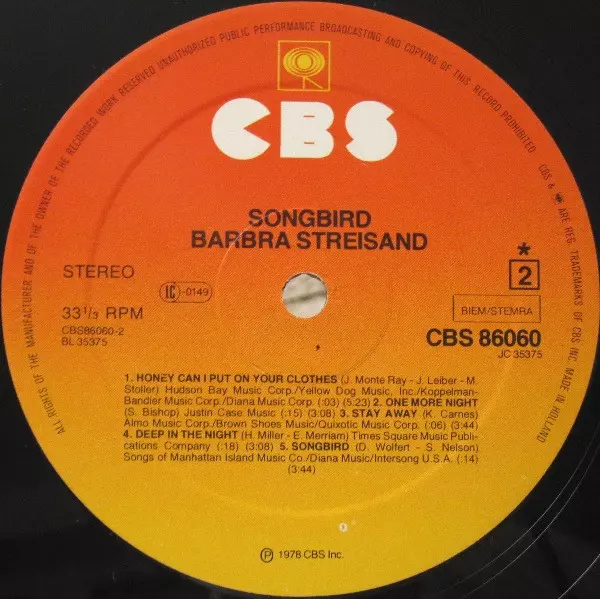 ALL RIGHTS OF THE MANUFACTURER AND OF THE OWNER OF THE RECORDED WORK RESERVED UNAUTHORIZED PUBLIC PERFORMANCE BROADCASTING AND COPYING OF THIS RECORD PROHIBITED
CBS & ARE REG. TRADEMARKS OF CBS INC. MADE IN HOLLAND
CBS
SONGBIRD
BARBRA STREISAND
STEREO
IC -0149
* 2
33 1/3 RPM
BIEM/STEMRA
CBS86060-2
CBS 86060
BL 35375
JC 35375
1. HONEY CAN I PUT ON YOUR CLOTHES (J. Monte Ray - J. Leiber - M.
Stoller) Hudson Bay Music Corp./Yellow Dog Music, Inc./Koppelman-
Bandier Music Corp./Diana Music Corp. (:03) (5:23) 2. ONE MORE NIGHT
(S. Bishop) Justin Case Music (:15) (3:08) 3. STAY AWAY (K. Carnes)
Almo Music Corp./Brown Shoes Music/Quixotic Music Corp. (:06) (3:44)
4. DEEP IN THE NIGHT (H. Miller - E. Merriam) Times Square Music Publi-
cations Company (:18) (3:08) 5. SONGBIRD (D. Wolfert - S. Nelson)
Songs of Manhattan Island Music Co./Diana Music/Intersong U.S.A. (:14)
(3:44)
℗ 1978 CBS Inc.